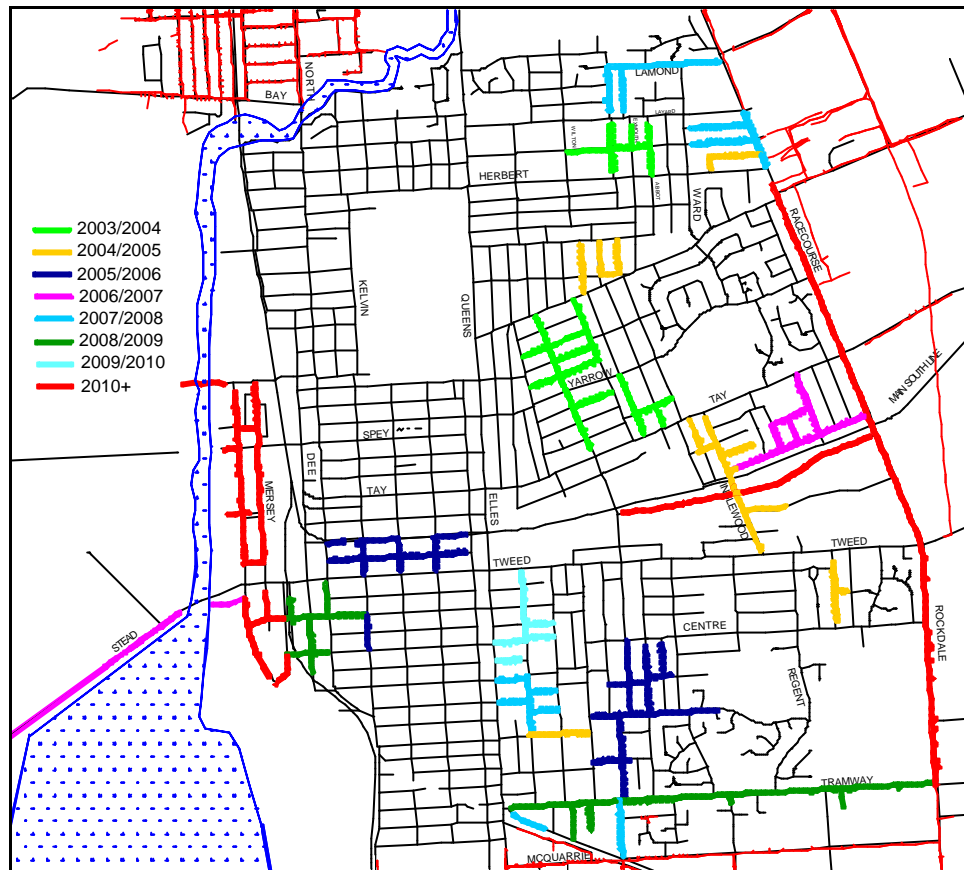 LAMOND
NORTH
BAY
LAYARD
WILTON
HERBERT
ABBOT
WARD
RACECOURSE
2003/2004
2004/2005
2005/2006
2006/2007
2007/2008
2008/2009
2009/2010
2010+
KELVIN
QUEENS
MAIN SOUTH LINE
YARROW
TAY
SPEY
DEE
TAY
MERSEY
ELLES
INGLEWOOD
TWEED
TWEED
STEAD
CENTRE
ROCKDALE
REGENT
TRAMWAY
MCQUARRIE